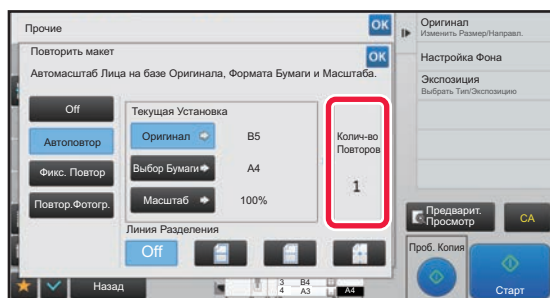 Прочие
OK
Повторить макет
OK
Автомасштаб Лица на базе Оригинала, Формата Бумаги и Масштаба.
Off
Автоповтор
Фикс. Повтор
Повтор.Фотогр.
Текущая Установка
Оригинал B5
Выбор Бумаги A4
Масштаб 100%
Колич-во
Повторов
1
Линия Разделения
Off
Назад
3 B4
4 A3
A4
Оригинал
Изменить Размер/Направл.
Настройка Фона
Экспозиция
Выбрать Тип/Экспозицию
Предварит.
Просмотр
CA
Проб. Копия
Старт